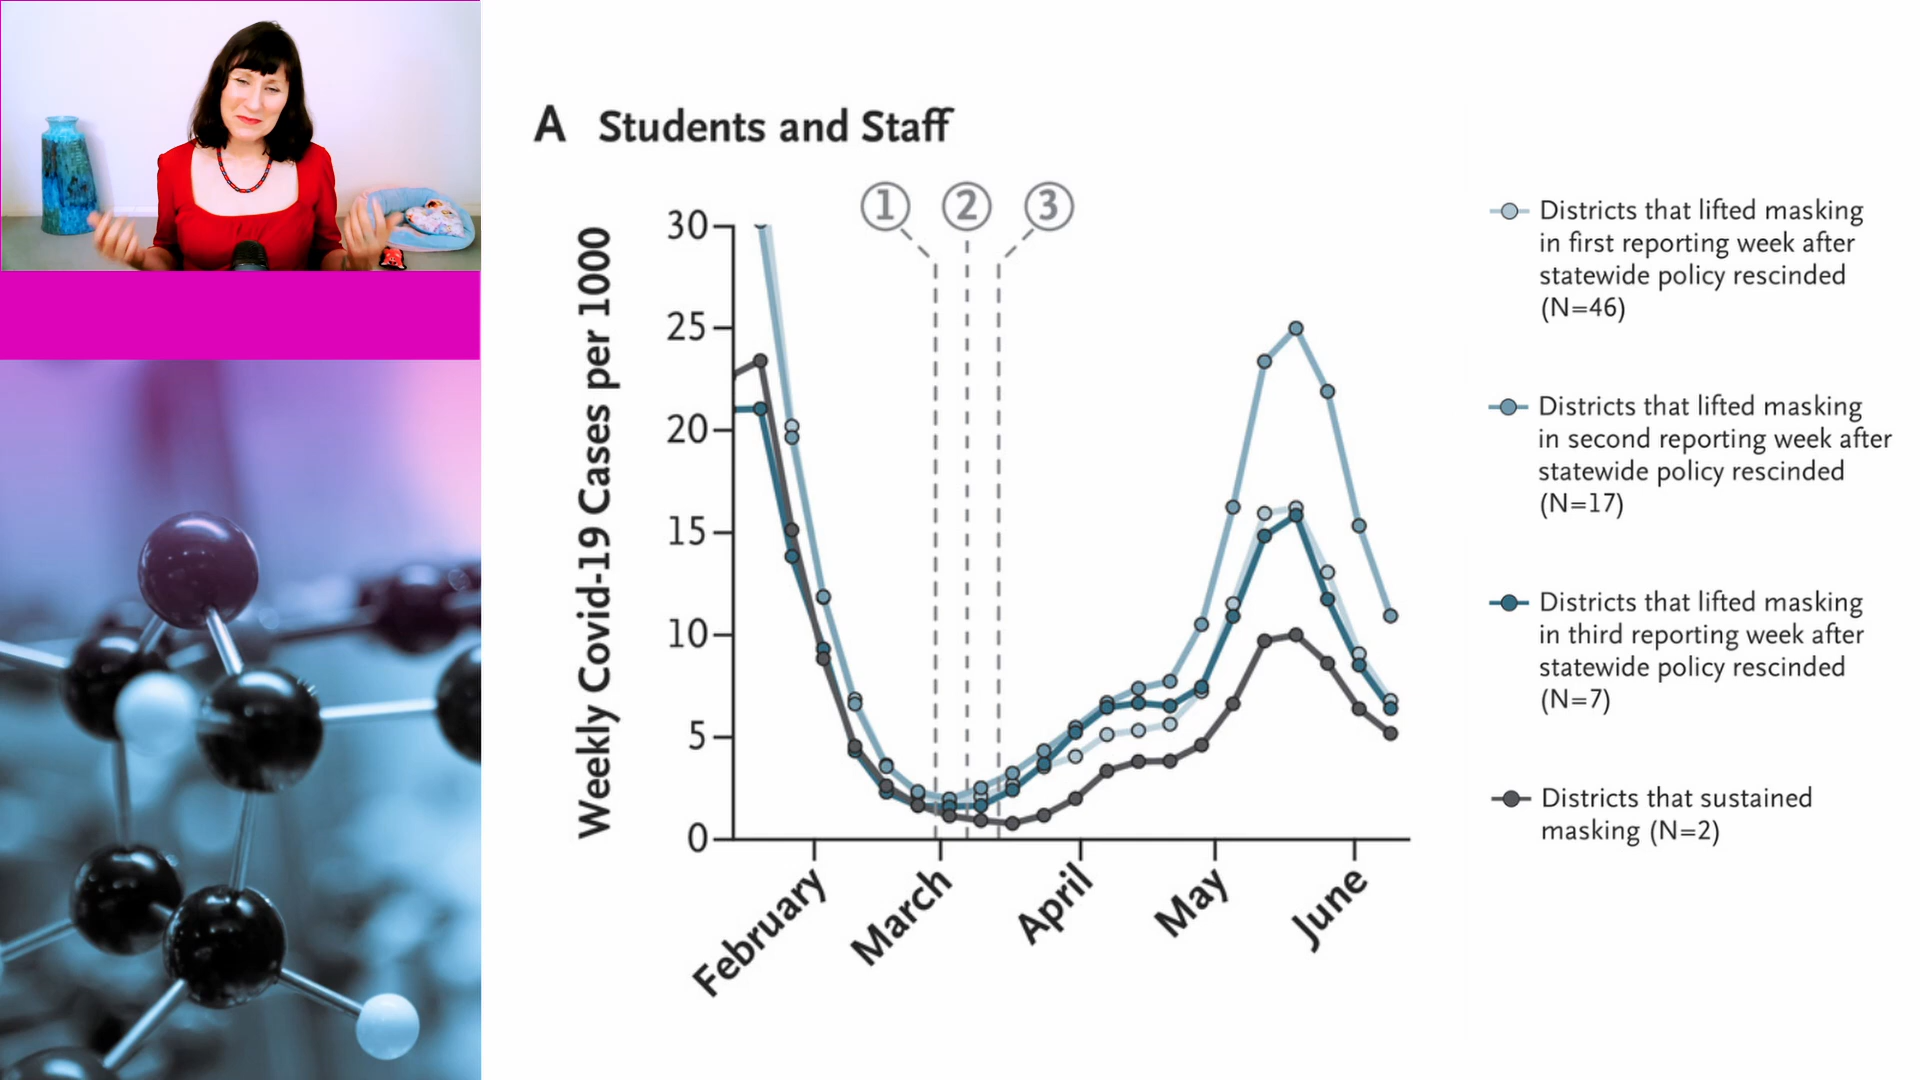 A Students and Staff
1 2 3
Weekly Covid-19 Cases per 1000
30
25
20
15
10
5
0
February
March
April
May
June
Districts that lifted masking
in first reporting week after
statewide policy rescinded
(N=46)
Districts that lifted masking
in second reporting week after
statewide policy rescinded
(N=17)
Districts that lifted masking
in third reporting week after
statewide policy rescinded
(N=7)
Districts that sustained
masking (N=2)